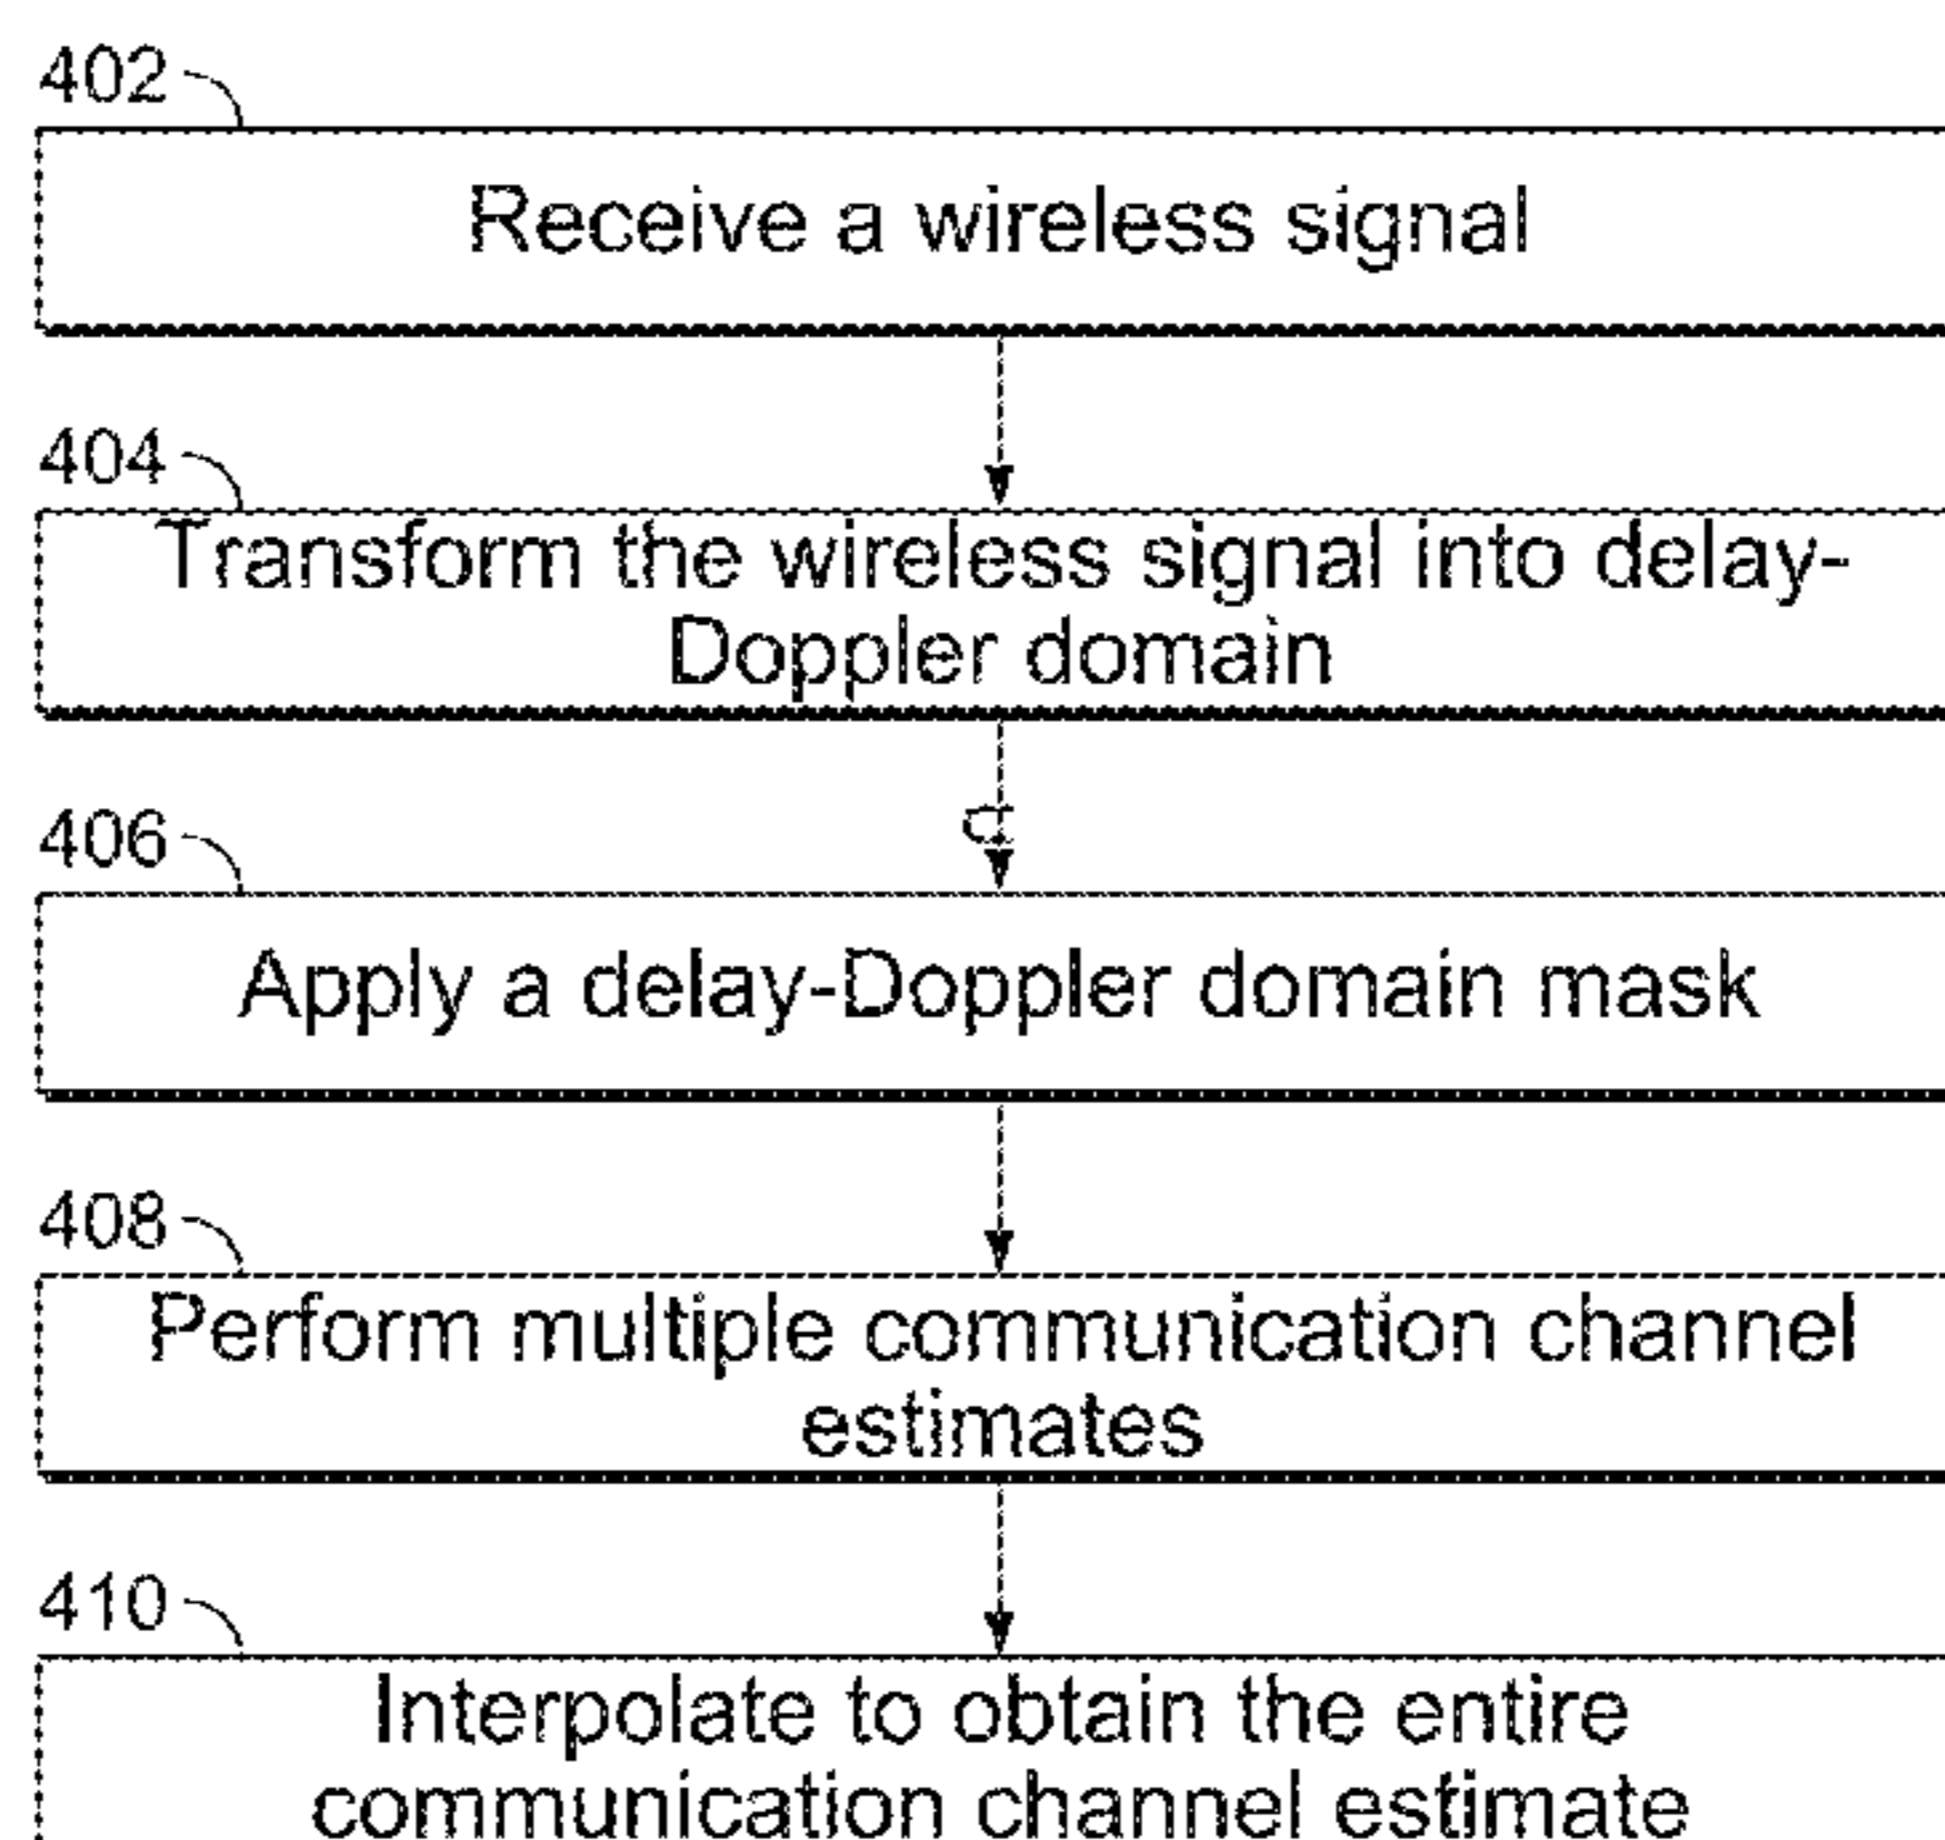 402
Receive a wireless signal
404
Transform the wireless signal into delay-
Doppler domain
406
Apply a delay-Doppler domain mask
408
Perform multiple communication channel
estimates
410
Interpolate to obtain the entire
communication channel estimate